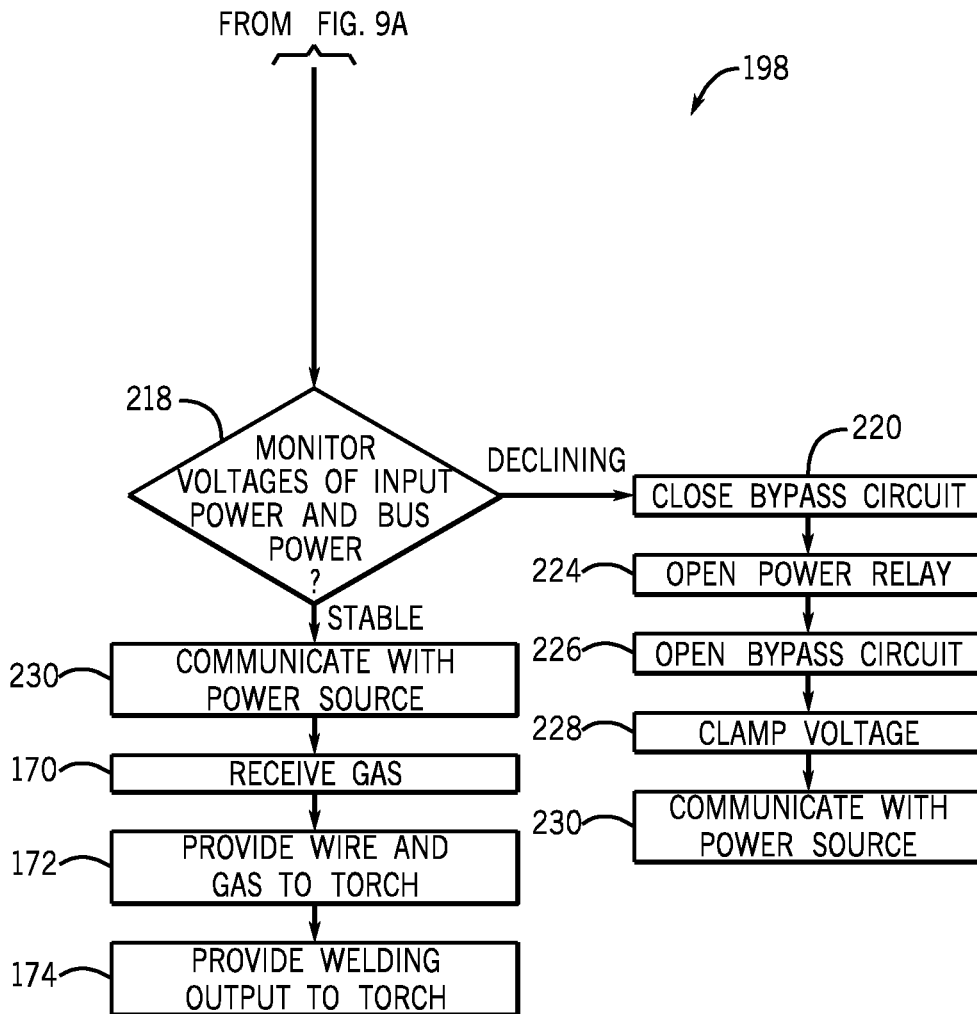 FROM FIG. 9A
198
218
MONITOR
VOLTAGES OF INPUT
POWER AND BUS
POWER
?
DECLINING
STABLE
220
CLOSE BYPASS CIRCUIT
224
OPEN POWER RELAY
226
OPEN BYPASS CIRCUIT
228
CLAMP VOLTAGE
230
COMMUNICATE WITH
POWER SOURCE
230
COMMUNICATE WITH
POWER SOURCE
170
RECEIVE GAS
172
PROVIDE WIRE AND
GAS TO TORCH
174
PROVIDE WELDING
OUTPUT TO TORCH